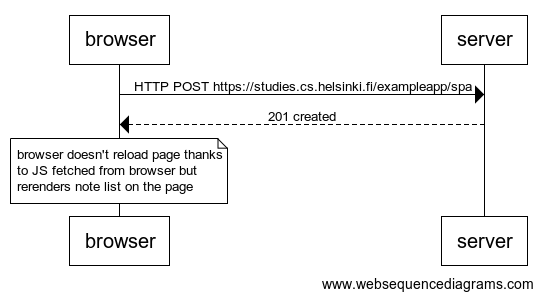 browser
server
HTTP POST https://studies.cs.helsinki.fi/exampleapp/spa
201 created
browser doesn't reload page thanks
to JS fetched from browser but
rerenders note list on the page
browser
server
www.websequencediagrams.com